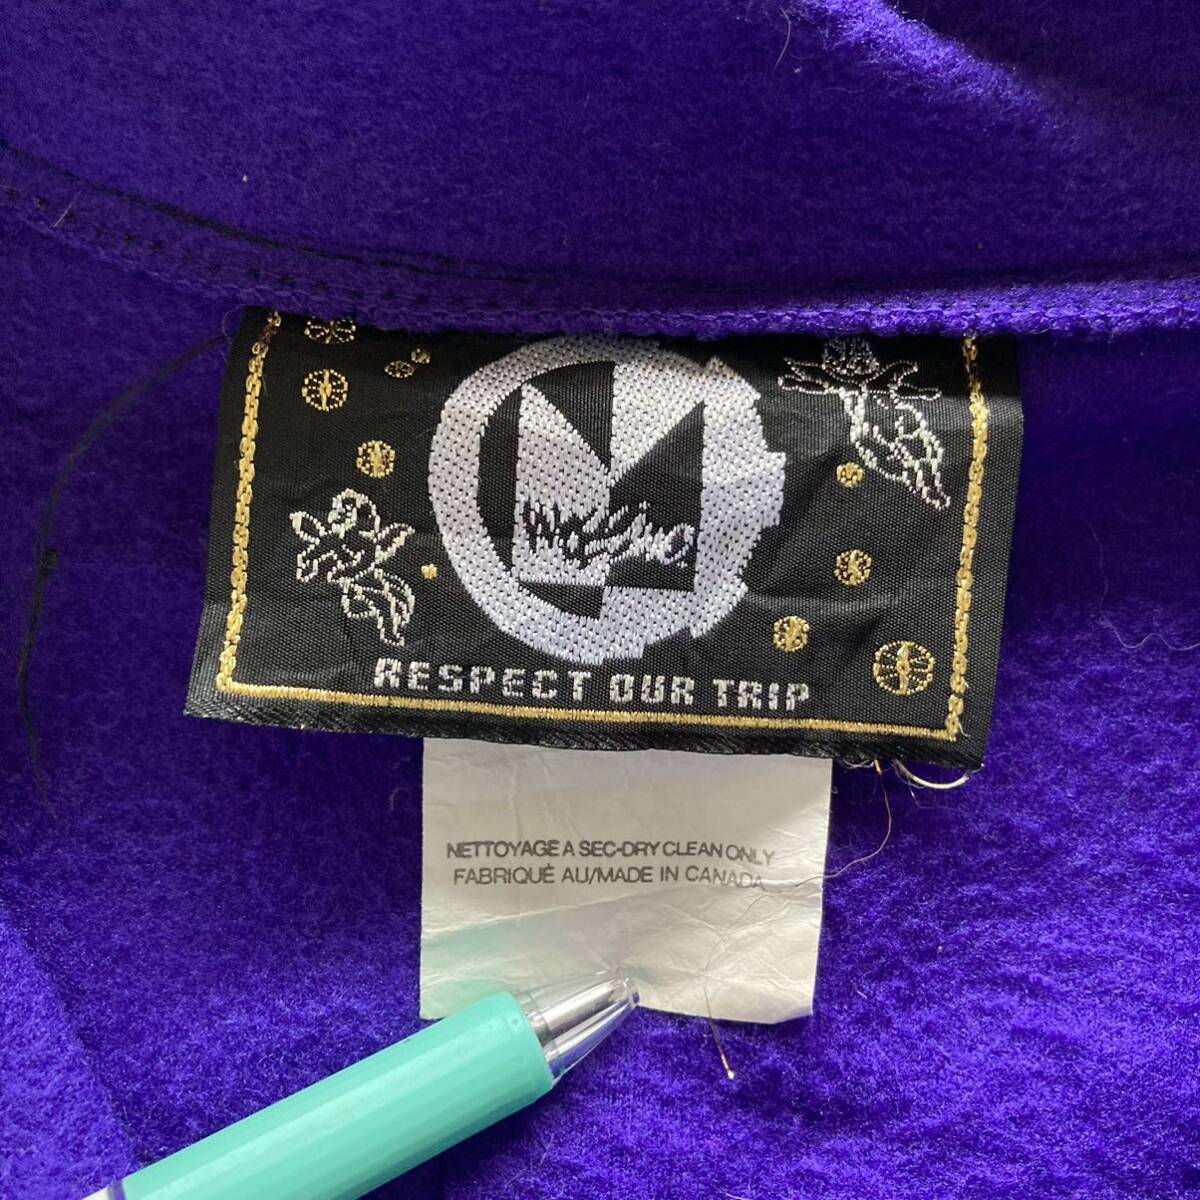 RESPECT OUR TRIP
NETTOYAGE A SEC-DRY CLEAN ONLY
FABRIQUÉ AU/MADE IN CANADA